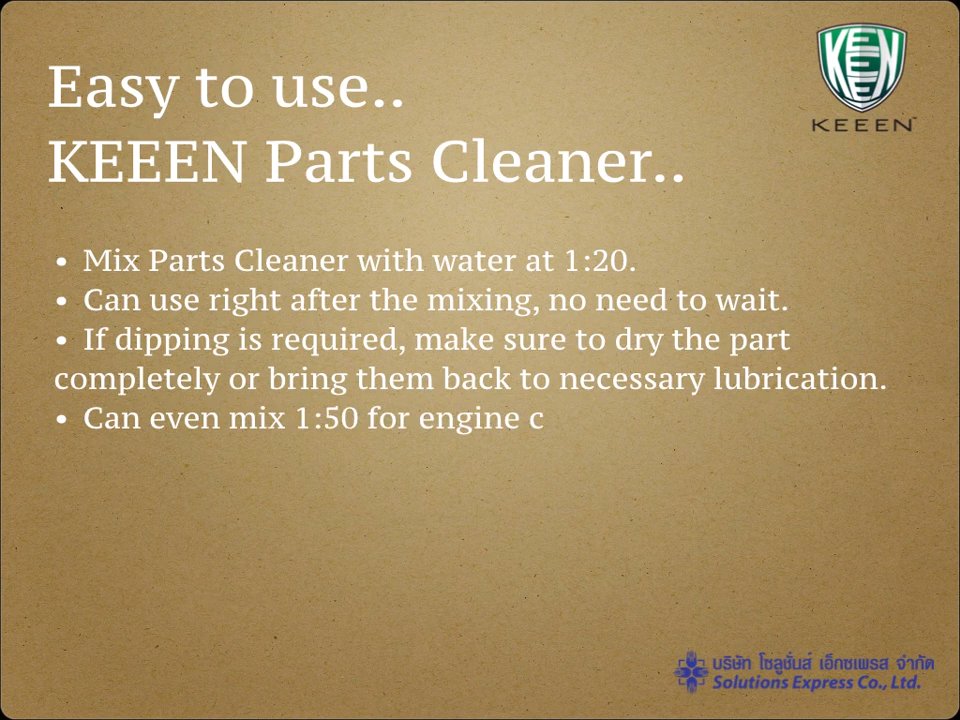 KEEEN
KEEEN™
Easy to use..
KEEEN Parts Cleaner..
• Mix Parts Cleaner with water at 1:20.
• Can use right after the mixing, no need to wait.
• If dipping is required, make sure to dry the part
completely or bring them back to necessary lubrication.
• Can even mix 1:50 for engine c
บริษัท โซลูชั่นส์ เอ็กซเพรส จำกัด
Solutions Express Co., Ltd.